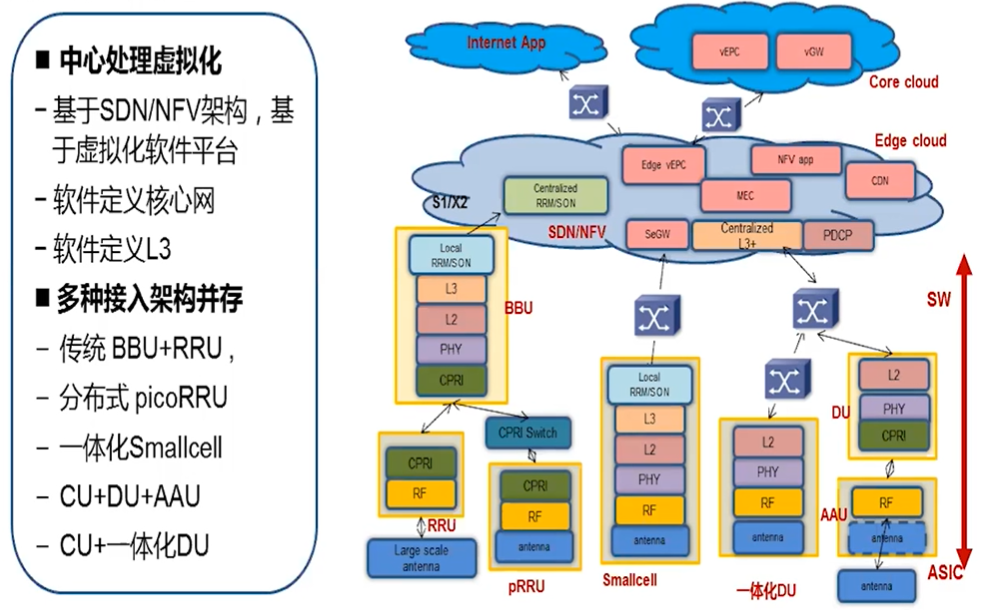 ■ 中心处理虚拟化
– 基于SDN/NFV架构，基
于虚拟化软件平台
– 软件定义核心网
– 软件定义L3
■ 多种接入架构并存
– 传统 BBU+RRU，
– 分布式 picoRRU
– 一体化Smallcell
– CU+DU+AAU
– CU+一体化DU
Internet App
vEPC
vGW
Core cloud
Edge cloud
Edge vEPC
NFV app
CDN
MEC
Centralized
RRM/SON
S1/X2
SDN/NFV
SeGW
Centralized
L3+
PDCP
Local
RRM/SON
L3
L2
PHY
CPRI
BBU
CPRI
RF
RRU
Large scale
antenna
CPRI Switch
CPRI
RF
antenna
pRRU
Local
RRM/SON
L3
L2
PHY
RF
antenna
Smallcell
L2
PHY
RF
antenna
一体化DU
L2
PHY
CPRI
DU
RF
antenna
AAU
antenna
SW
ASIC